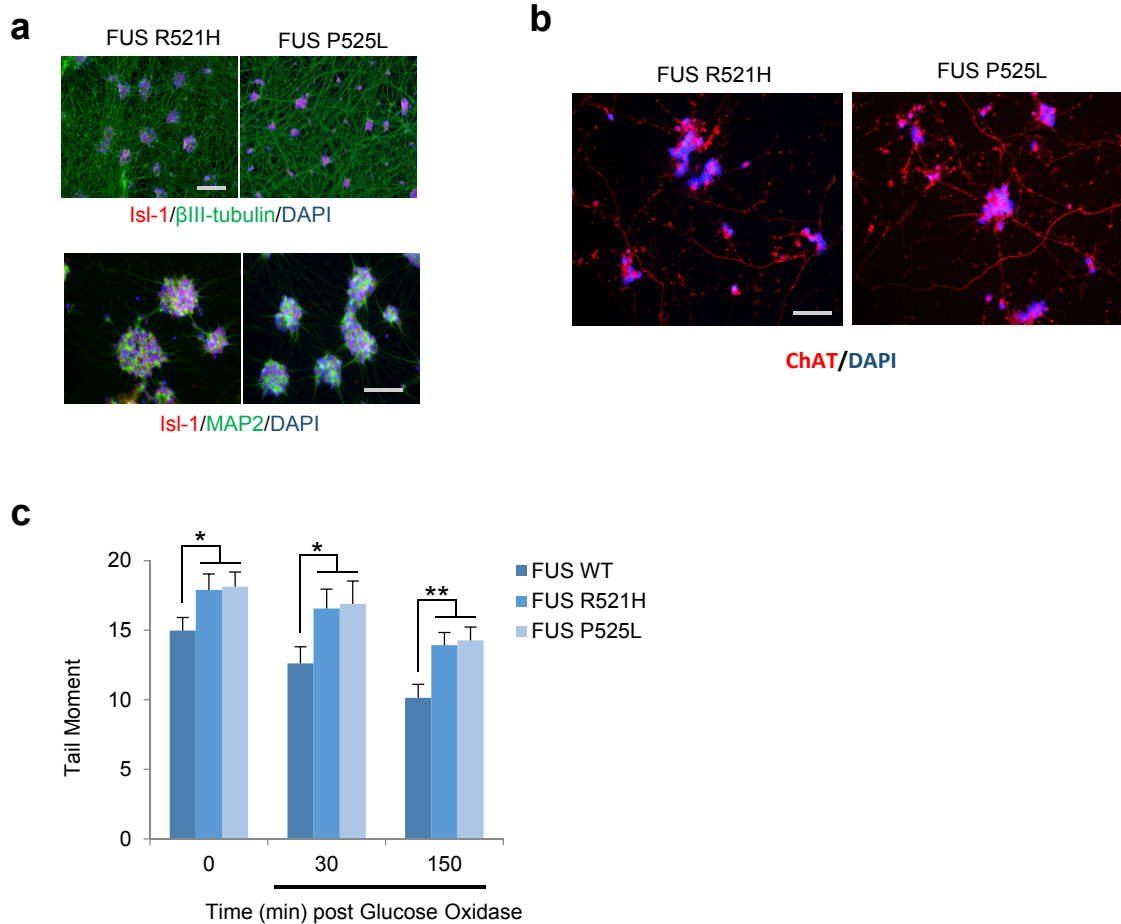 a
FUS R521H FUS P525L
Isl-1/βIII-tubulin/DAPI
Isl-1/MAP2/DAPI
b
FUS R521H FUS P525L
ChAT/DAPI
c
* * **
20
15
10
5
0
Tail Moment
FUS WT
FUS R521H
FUS P525L
0 30 150
Time (min) post Glucose Oxidase